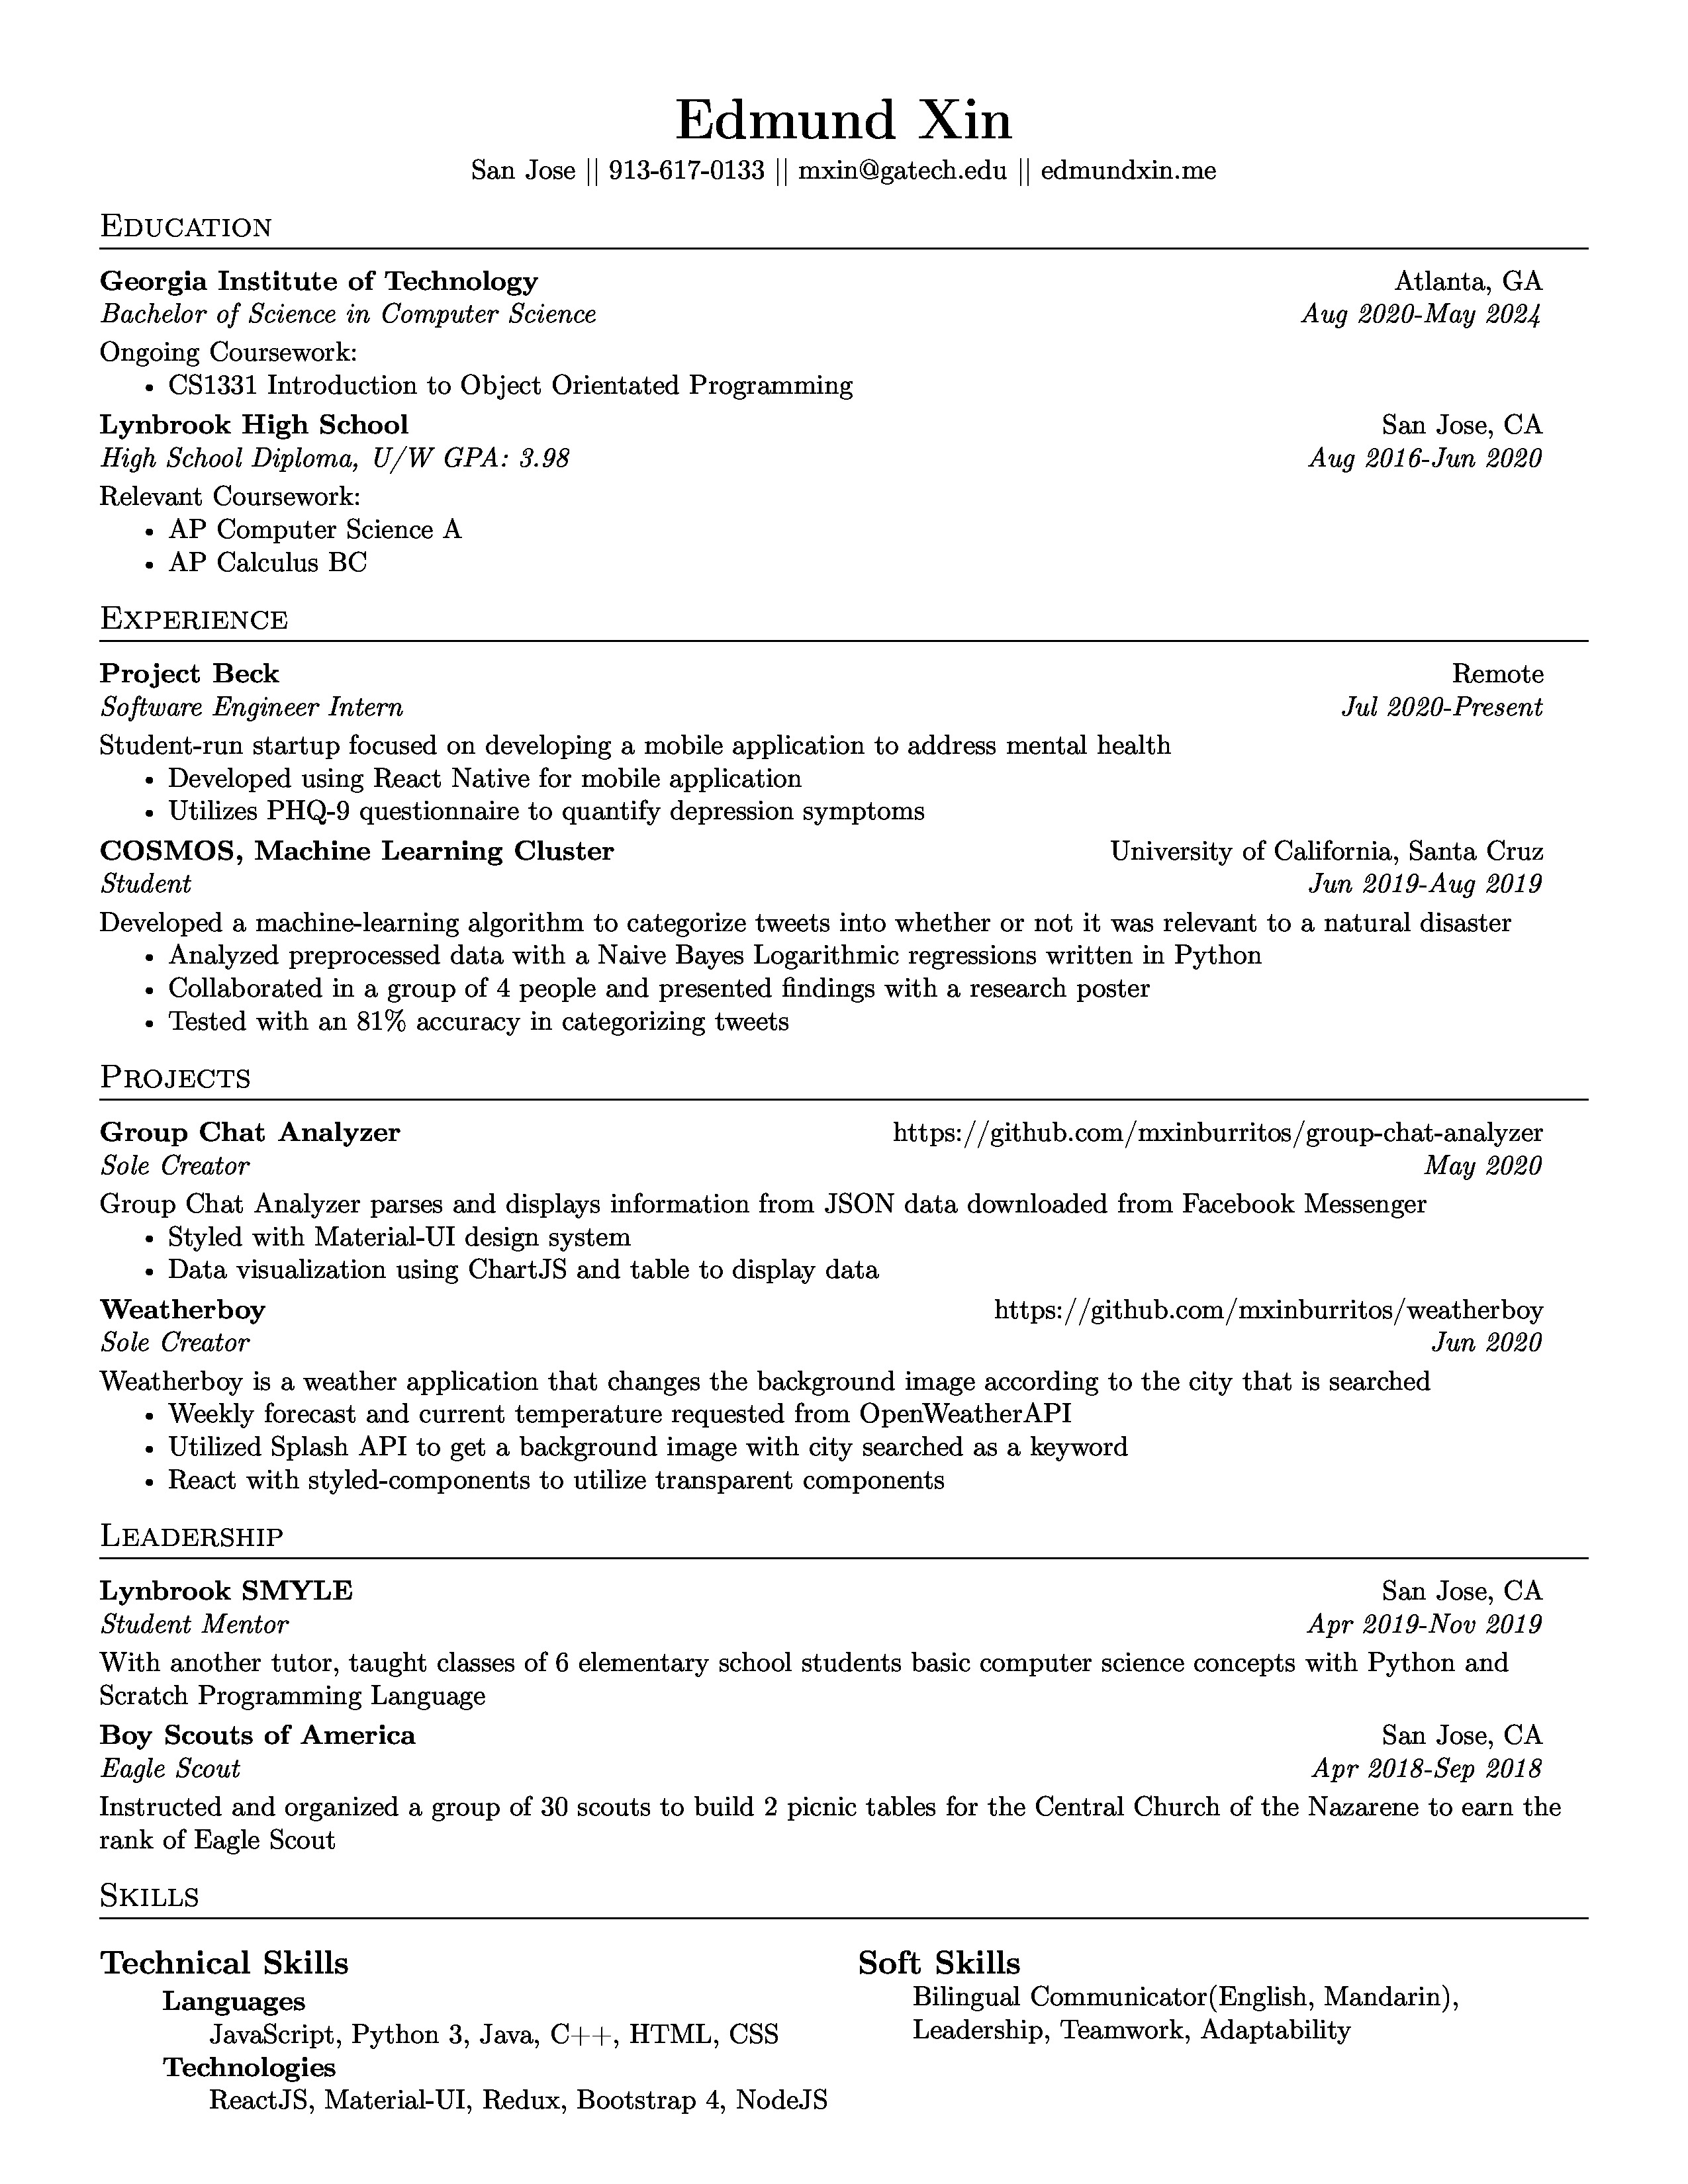 Edmund Xin
San Jose || 913-617-0133 || mxin@gatech.edu || edmundxin.me
Education
Georgia Institute of Technology Atlanta, GA
Bachelor of Science in Computer Science Aug 2020-May 2024
Ongoing Coursework:
• CS1331 Introduction to Object Orientated Programming
Lynbrook High School San Jose, CA
High School Diploma, U/W GPA: 3.98 Aug 2016-Jun 2020
Relevant Coursework:
• AP Computer Science A
• AP Calculus BC
Experience
Project Beck Remote
Software Engineer Intern Jul 2020-Present
Student-run startup focused on developing a mobile application to address mental health
• Developed using React Native for mobile application
• Utilizes PHQ-9 questionnaire to quantify depression symptoms
COSMOS, Machine Learning Cluster University of California, Santa Cruz
Student Jun 2019-Aug 2019
Developed a machine-learning algorithm to categorize tweets into whether or not it was relevant to a natural disaster
• Analyzed preprocessed data with a Naive Bayes Logarithmic regressions written in Python
• Collaborated in a group of 4 people and presented findings with a research poster
• Tested with an 81% accuracy in categorizing tweets
Projects
Group Chat Analyzer https://github.com/mxinburritos/group-chat-analyzer
Sole Creator May 2020
Group Chat Analyzer parses and displays information from JSON data downloaded from Facebook Messenger
• Styled with Material-UI design system
• Data visualization using ChartJS and table to display data
Weatherboy https://github.com/mxinburritos/weatherboy
Sole Creator Jun 2020
Weatherboy is a weather application that changes the background image according to the city that is searched
• Weekly forecast and current temperature requested from OpenWeatherAPI
• Utilized Splash API to get a background image with city searched as a keyword
• React with styled-components to utilize transparent components
Leadership
Lynbrook SMYLE San Jose, CA
Student Mentor Apr 2019-Nov 2019
With another tutor, taught classes of 6 elementary school students basic computer science concepts with Python and
Scratch Programming Language
Boy Scouts of America San Jose, CA
Eagle Scout Apr 2018-Sep 2018
Instructed and organized a group of 30 scouts to build 2 picnic tables for the Central Church of the Nazarene to earn the
rank of Eagle Scout
Skills
Technical Skills
Languages
JavaScript, Python 3, Java, C++, HTML, CSS
Technologies
ReactJS, Material-UI, Redux, Bootstrap 4, NodeJS
Soft Skills
Bilingual Communicator(English, Mandarin),
Leadership, Teamwork, Adaptability